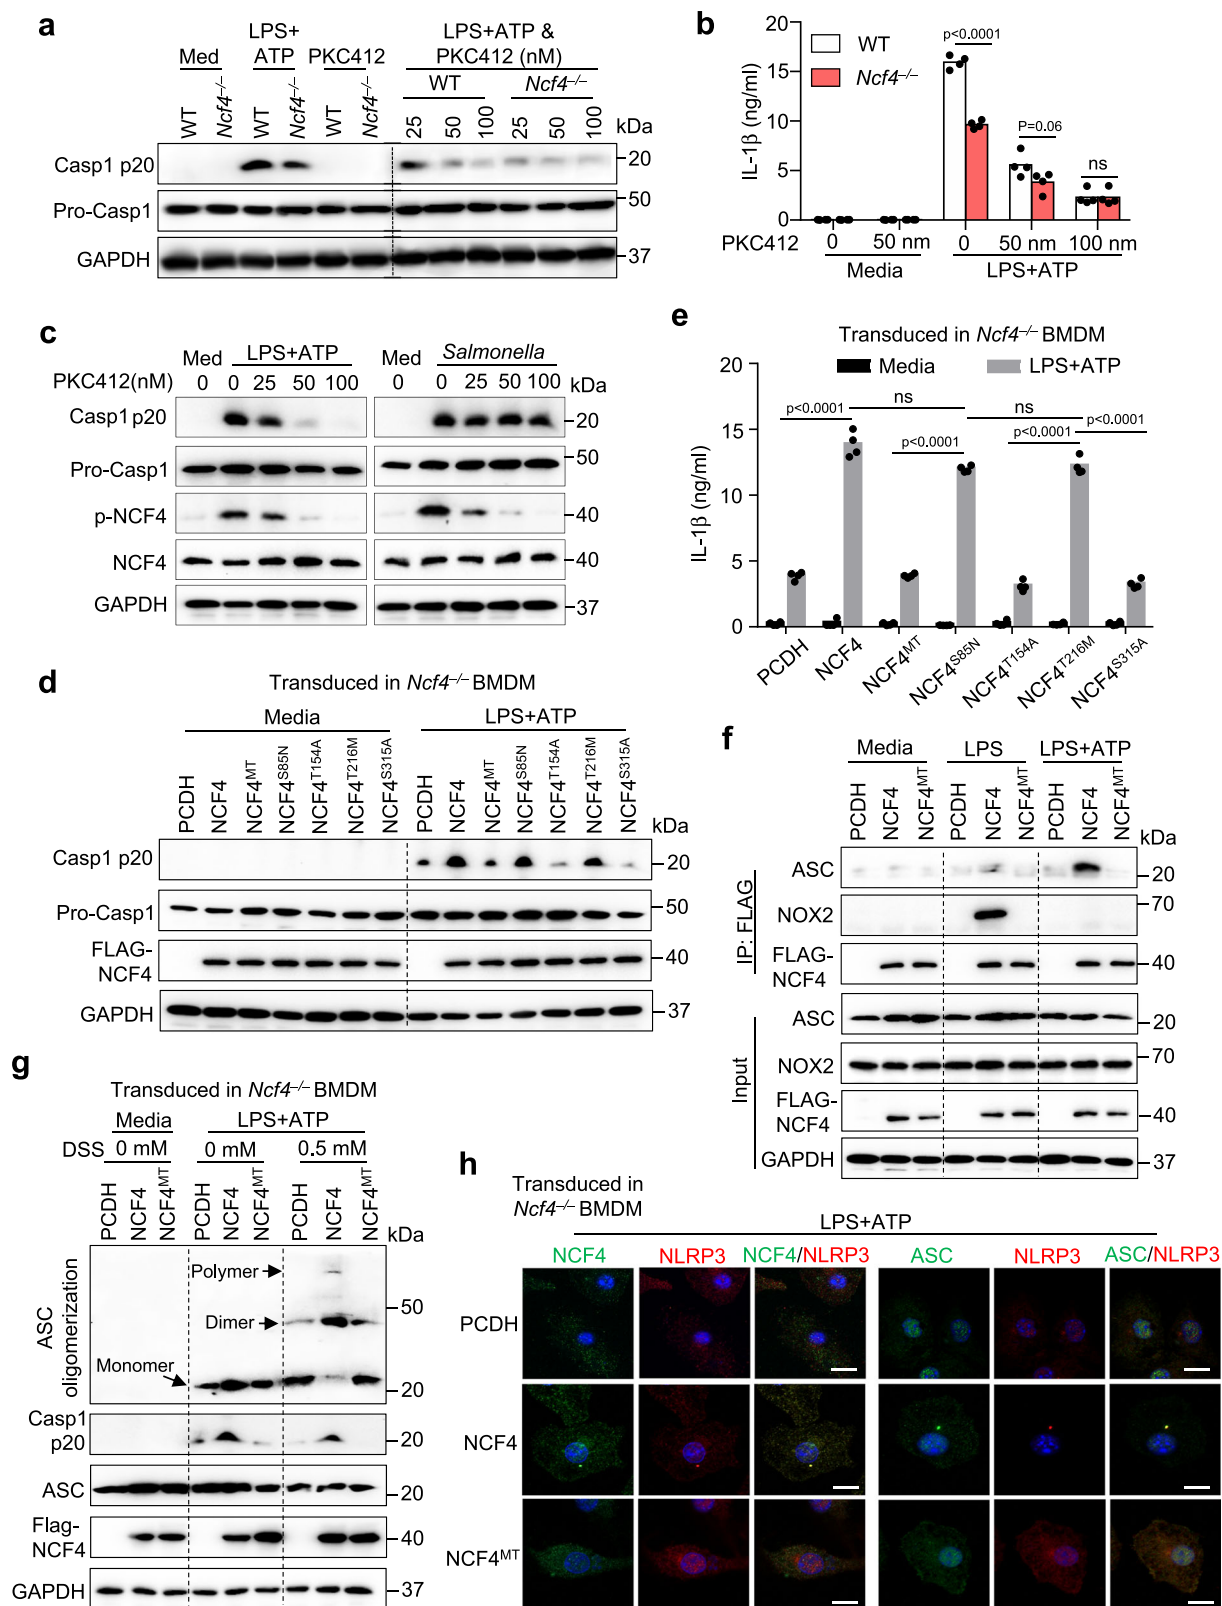 a
LPS+ LPS+ATP &
Med ATP PKC412 PKC412 (nM)
WT Ncf4–/–
WT Ncf4–/– WT Ncf4–/– WT Ncf4–/– 25 50 100 25 50 100 kDa
Casp1 p20 20
Pro-Casp1 50
GAPDH 37
b
IL-1β (ng/ml)
20
15
10
5
0
WT
Ncf4–/–
p<0.0001
P=0.06
ns
PKC412 0 50 nm 0 50 nm 100 nm
Media LPS+ATP
c
Med LPS+ATP Med Salmonella
PKC412(nM) 0 0 25 50 100 0 0 25 50 100 kDa
Casp1 p20 20
Pro-Casp1 50
p-NCF4 40
NCF4 40
GAPDH 37
e
Transduced in Ncf4–/– BMDM
Media LPS+ATP
IL-1β (ng/ml)
20
15
10
5
0
ns ns
p<0.0001 p<0.0001 p<0.0001 p<0.0001
PCDH NCF4 NCF4MT NCF4S85N NCF4T154A NCF4T216M NCF4S315A
d
Transduced in Ncf4–/– BMDM
Media LPS+ATP
PCDH NCF4 NCF4MT NCF4S85N NCF4T154A NCF4T216M NCF4S315A PCDH NCF4 NCF4MT NCF4S85N NCF4T154A NCF4T216M NCF4S315A
kDa
Casp1 p20 20
Pro-Casp1 50
FLAG-
NCF4 40
GAPDH 37
f
Media LPS LPS+ATP
PCDH NCF4 NCF4MT PCDH NCF4 NCF4MT PCDH NCF4 NCF4MT
kDa
IP: FLAG
ASC 20
NOX2 70
FLAG-
NCF4 40
Input
ASC 20
NOX2 70
FLAG-
NCF4 40
GAPDH 37
g
Transduced in Ncf4–/– BMDM
Media LPS+ATP
DSS 0 mM 0 mM 0.5 mM
PCDH NCF4 NCF4MT PCDH NCF4 NCF4MT PCDH NCF4 NCF4MT
kDa
ASC
oligomerization
Polymer
50
Dimer
Monomer
20
Casp1
p20 20
ASC 20
Flag-
NCF4 40
GAPDH 37
h
Transduced in
Ncf4–/– BMDM
LPS+ATP
NCF4 NLRP3 NCF4/NLRP3 ASC NLRP3 ASC/NLRP3
PCDH
NCF4
NCF4MT